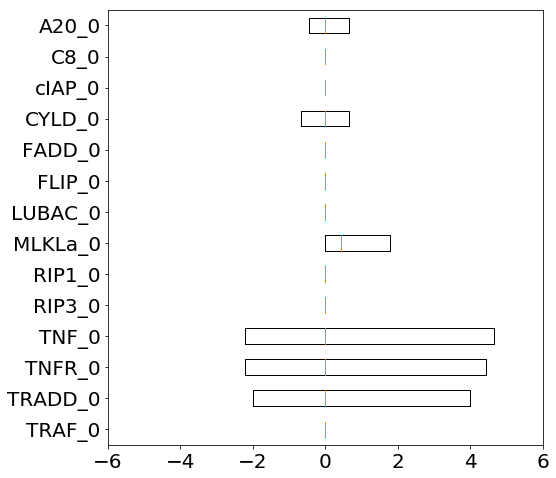 A20_0
C8_0
cIAP_0
CYLD_0
FADD_0
FLIP_0
LUBAC_0
MLKLa_0
RIP1_0
RIP3_0
TNF_0
TNFR_0
TRADD_0
TRAF_0
−6 −4 −2 0 2 4 6